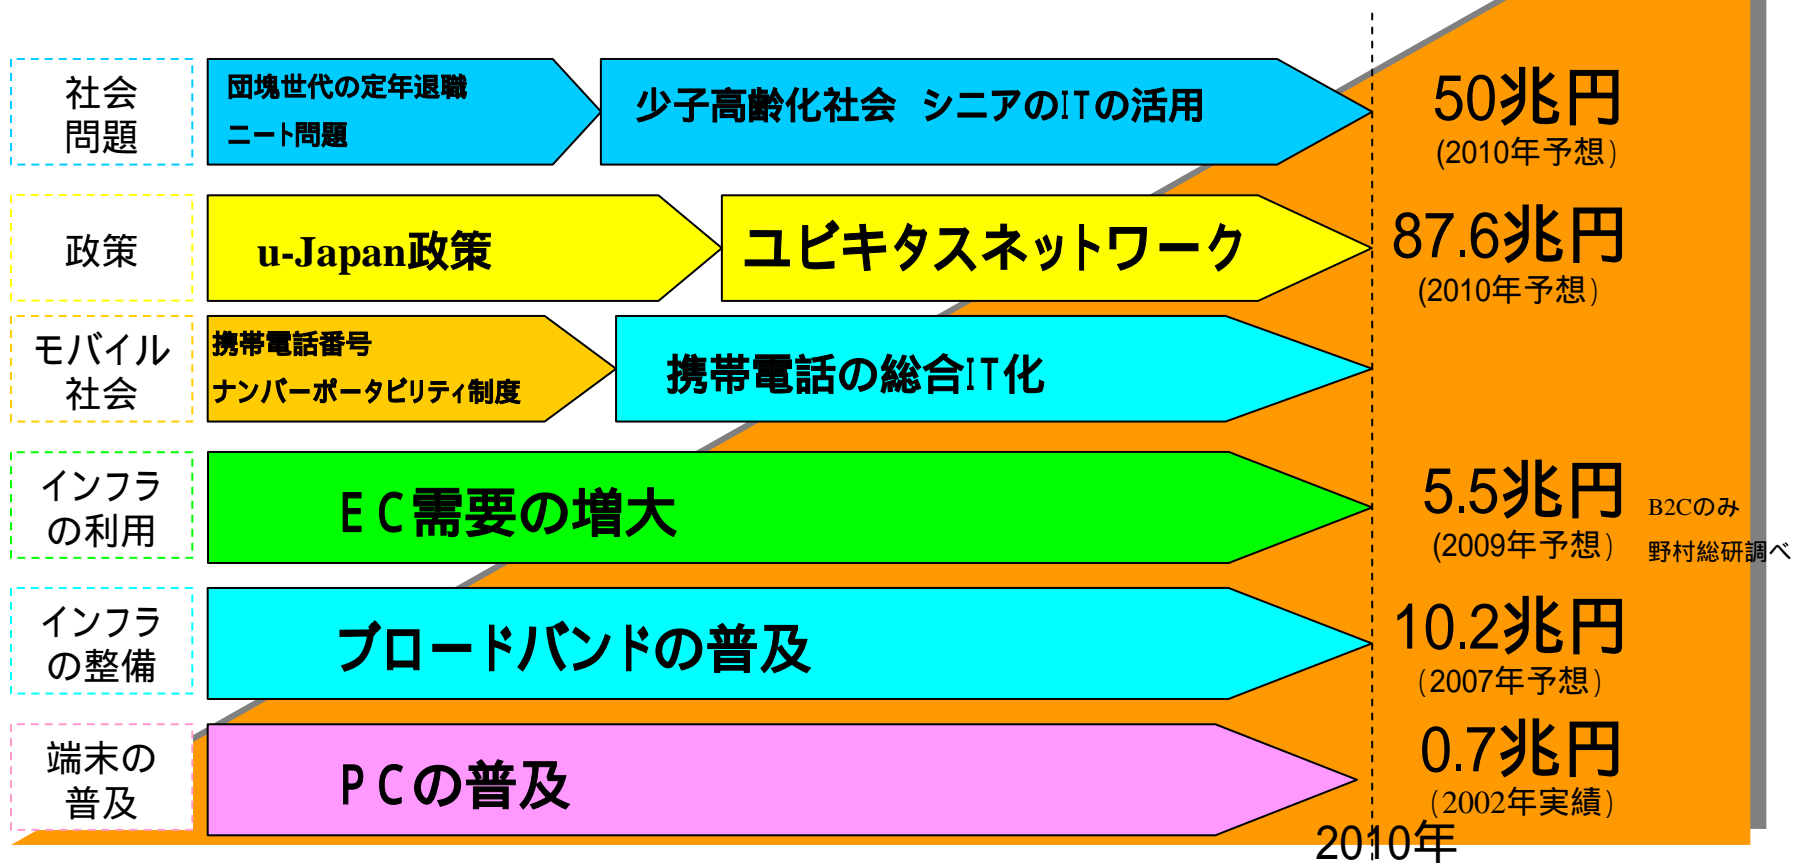 社会
問題
団塊世代の定年退職
ニート問題
少子高齢化社会 シニアのITの活用
50兆円
(2010年予想)
政策
u-Japan政策
ユビキタスネットワーク
87.6兆円
(2010年予想)
モバイル
社会
携帯電話番号
ナンバーポータビリティ制度
携帯電話の総合IT化
インフラ
の利用
EC需要の増大
5.5兆円
(2009年予想)
B2Cのみ
野村総研調べ
インフラ
の整備
ブロードバンドの普及
10.2兆円
(2007年予想)
端末の
普及
PCの普及
0.7兆円
(2002年実績)
2010年